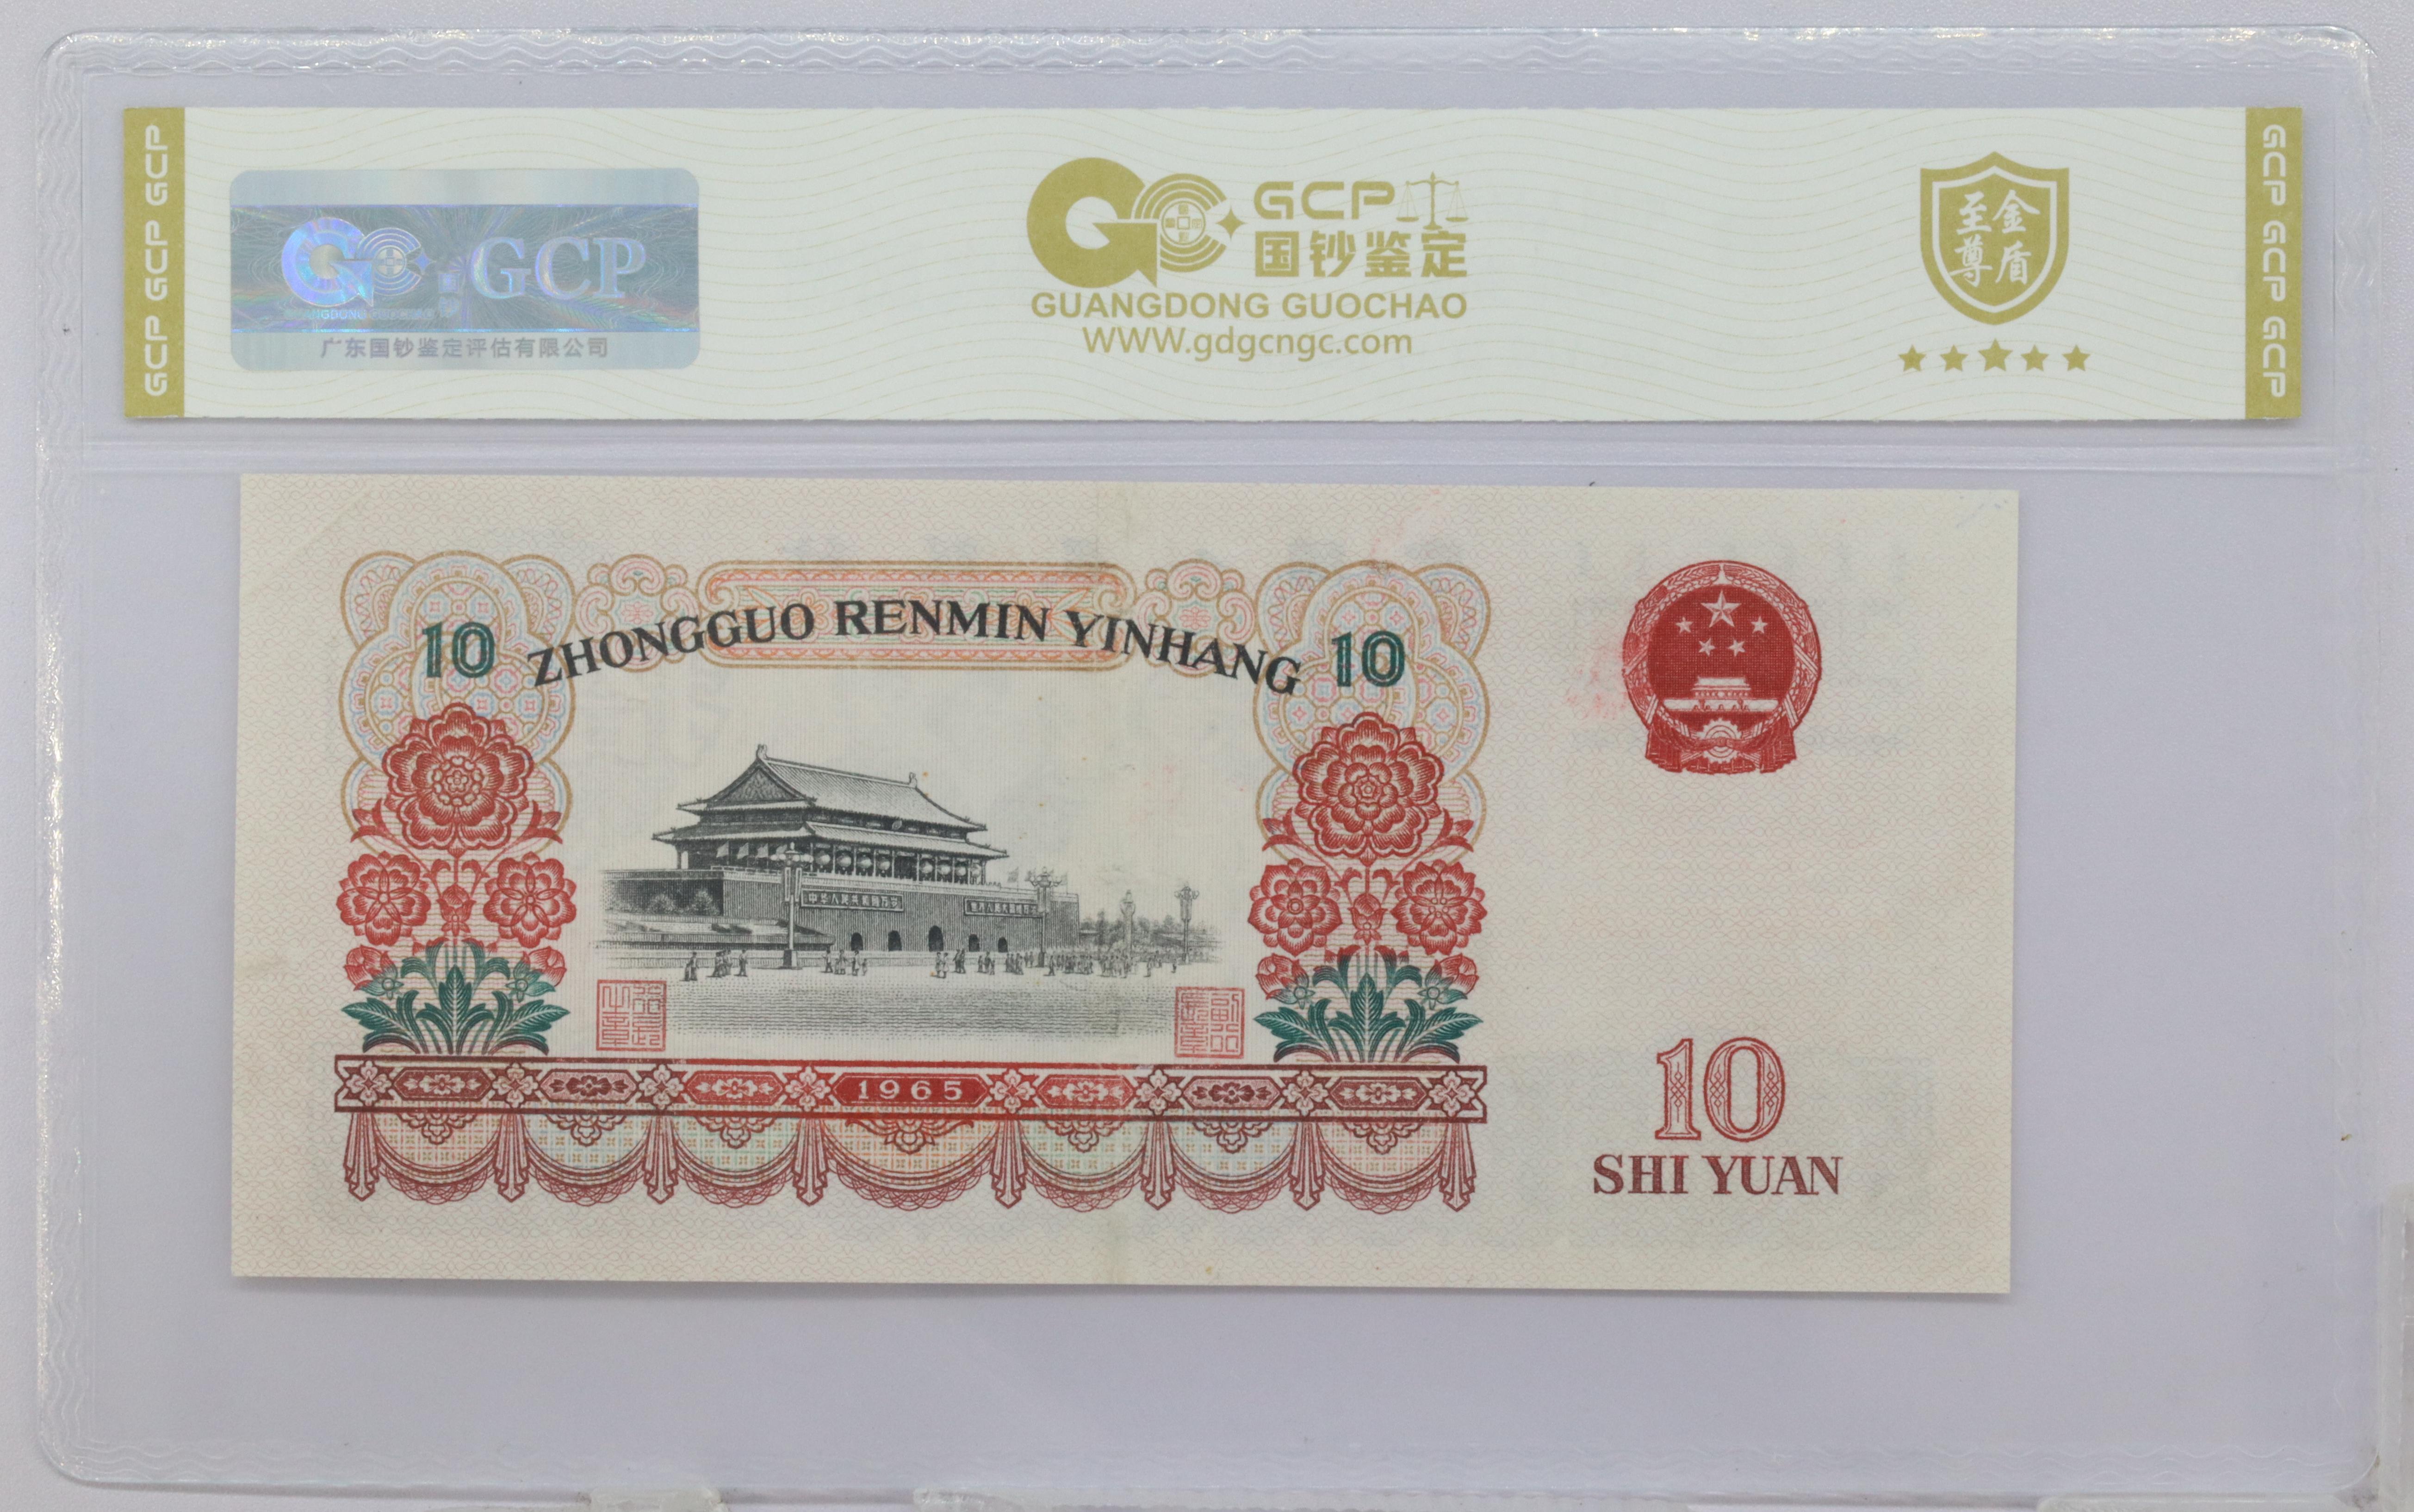 GCP GCP GCP
GCP
GUANGDONG GUOCHAO
广东国钞鉴定评估有限公司
GCP
国钞鉴定
GUANGDONG GUOCHAO
WWW.gdgcngc.com
至尊
金盾
GCP GCP GCP
ZHONGGUO RENMIN YINHANG
10
10
1965
10
SHI YUAN